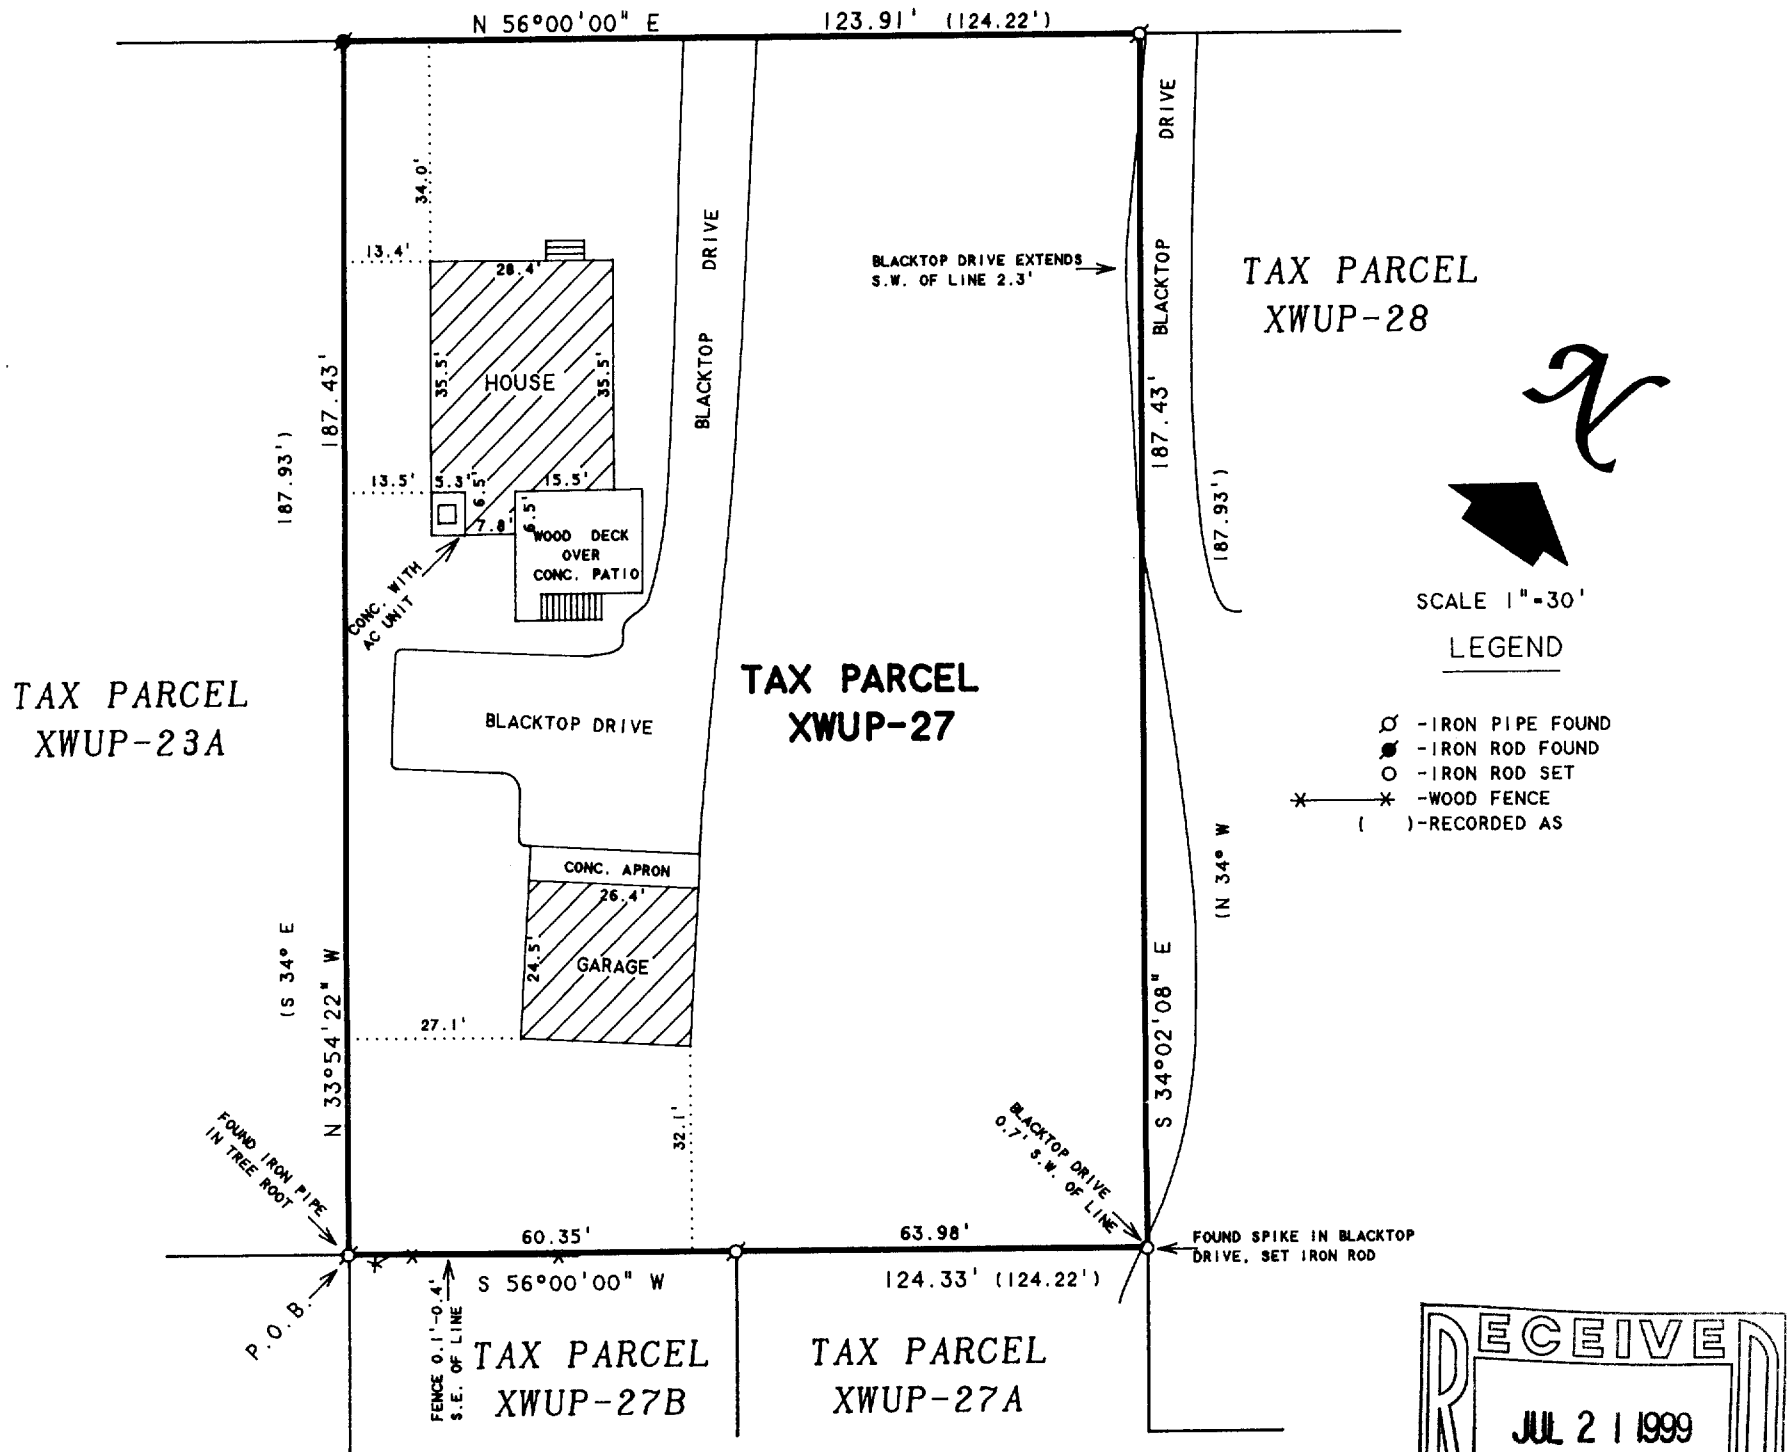 N 56°00'00" E 123.91' (124.22')
DRIVE
34.0'
13.4'
28.4'
BLACKTOP DRIVE
BLACKTOP DRIVE EXTENDS
S.W. OF LINE 2.3'
BLACKTOP
TAX PARCEL
XWUP-28
35.5'
HOUSE
35.5'
187.43'
187.93')
187.43'
187.93')
13.5'
5.3'
6.5'
15.5'
7.8'
6.5'
WOOD DECK
OVER
CONC. PATIO
CONC. WITH
AC UNIT
N
SCALE 1"=30'
LEGEND
-IRON PIPE FOUND
-IRON ROD FOUND
-IRON ROD SET
-WOOD FENCE
( )-RECORDED AS
TAX PARCEL
XWUP-23A
BLACKTOP DRIVE
TAX PARCEL
XWUP-27
CONC. APRON
26.4'
24.5'
GARAGE
27.1'
32.1'
(S 34° E
N 33°54'22" W
(N 34° W
S 34°02'08" E
FOUND IRON PIPE
IN TREE ROOT
BLACKTOP DRIVE
0.7' S.W. OF LINE
60.35'
63.98'
FOUND SPIKE IN BLACKTOP
DRIVE, SET IRON ROD
S 56°00'00" W
124.33' (124.22')
P.O.B.
FENCE 0.1'-0.4'
S.E. OF LINE
TAX PARCEL
XWUP-27B
TAX PARCEL
XWUP-27A
RECEIVED
JUL 21 1999